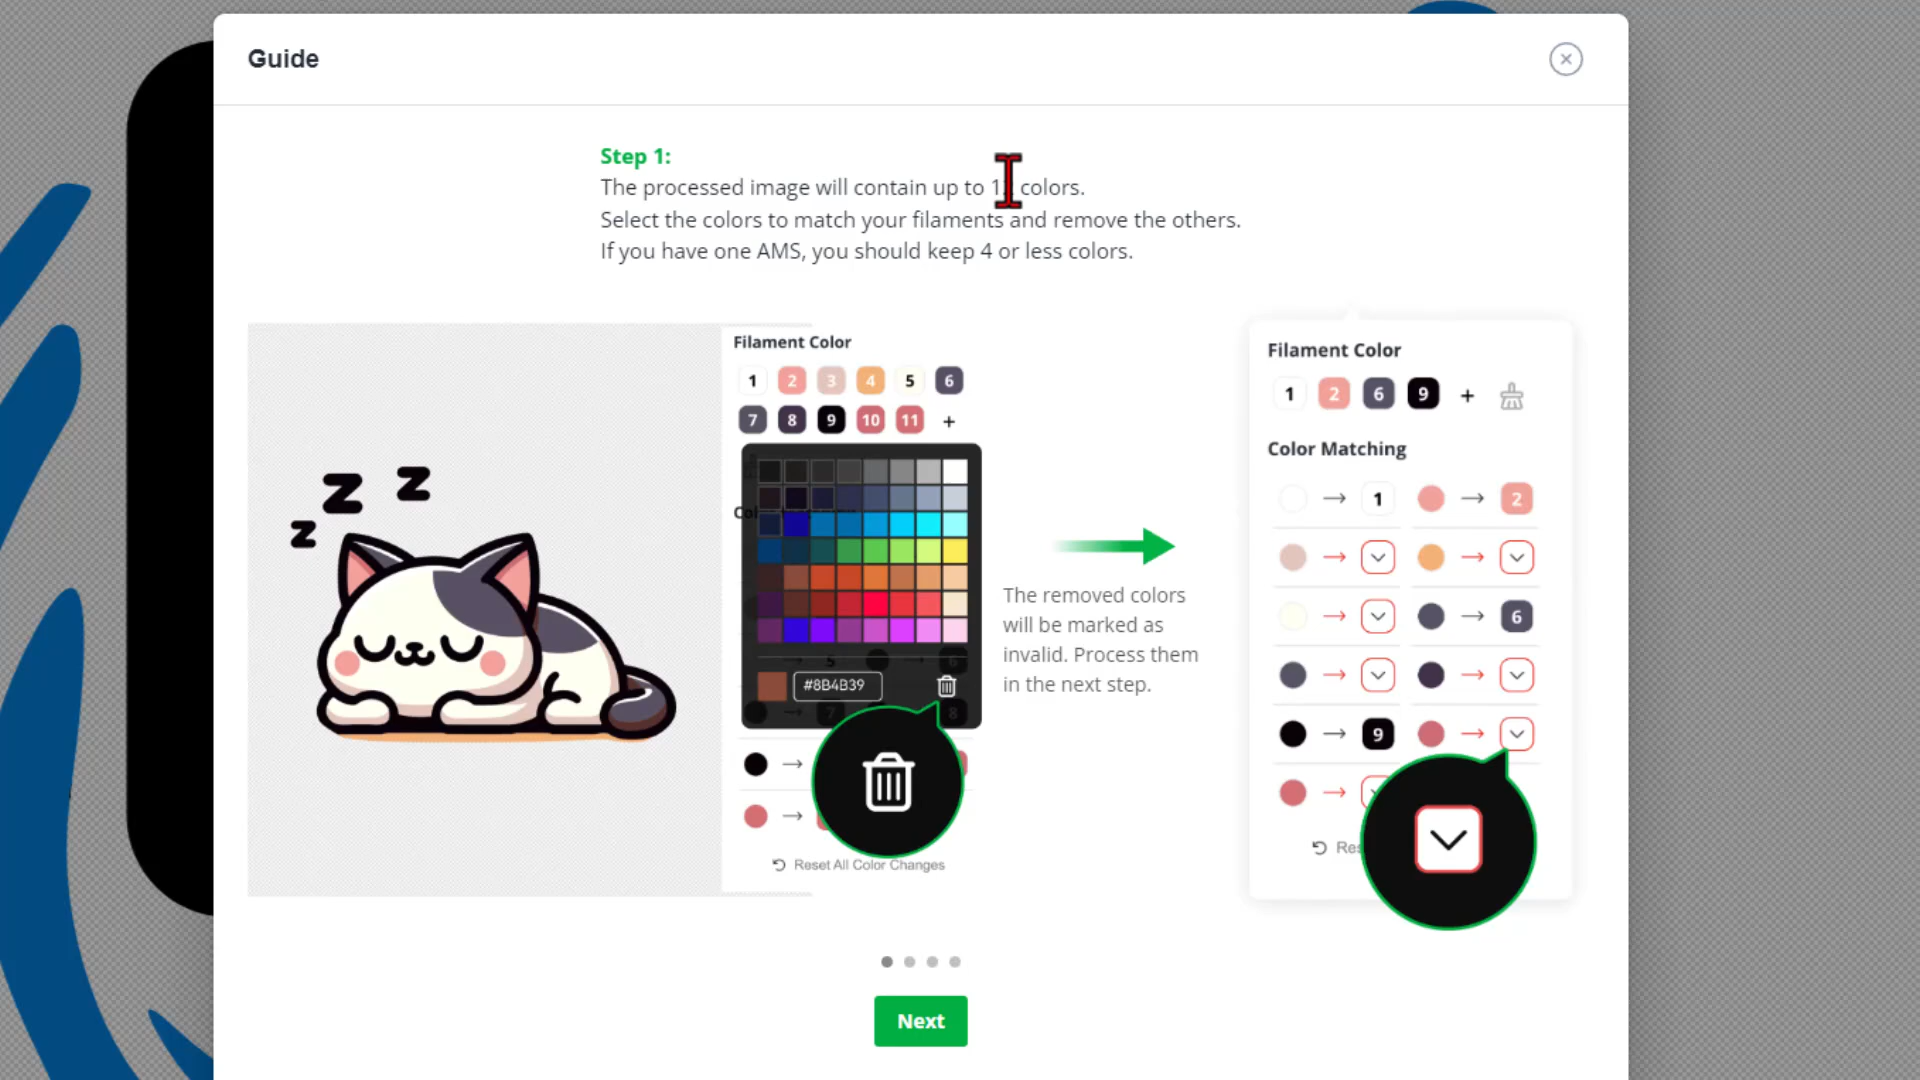 Guide
Step 1:
The processed image will contain up to colors.
Select the colors to match your filaments and remove the others.
If you have one AMS, you should keep 4 or less colors.
Filament Color
1 2 3 4 5 6
7 8 9 10 11 +
#8B4B39
Reset All Color Changes
z z z
The removed colors
will be marked as
invalid. Process them
in the next step.
Filament Color
1 2 6 9 +
Color Matching
1 2
6
9
Next